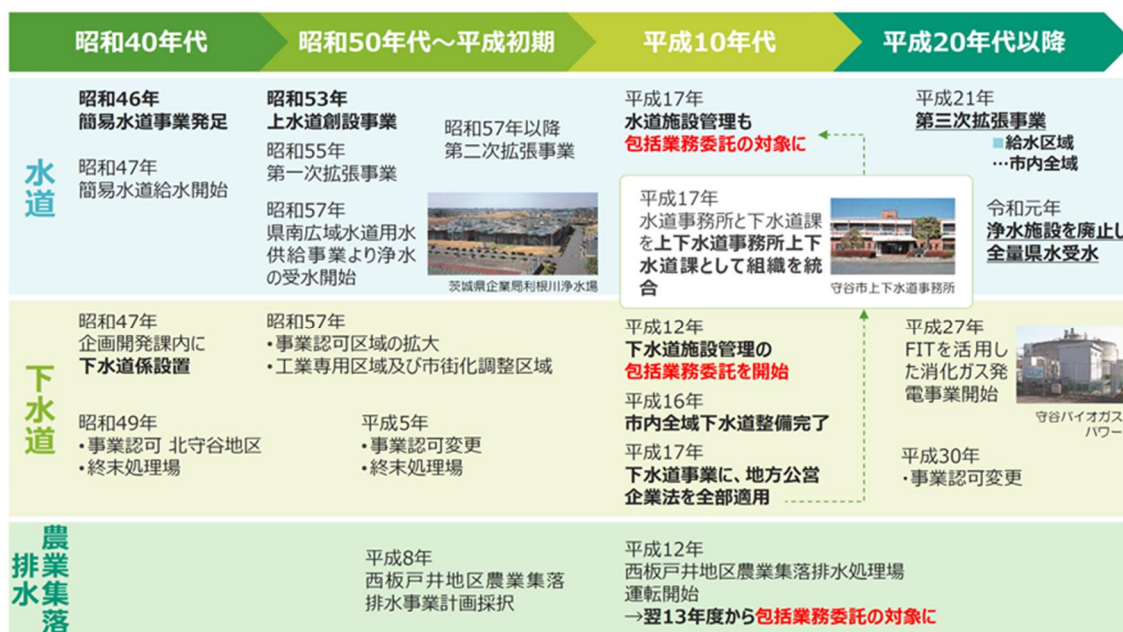 昭和40年代
昭和50年代～平成初期
平成10年代
平成20年代以降
水道
昭和46年
簡易水道事業発足
昭和47年
簡易水道給水開始
昭和53年
上水道創設事業
昭和55年
第一次拡張事業
昭和57年
県南広域水道用水
供給事業より浄水
の受水開始
昭和57年以降
第二次拡張事業
茨城県企業局利根川浄水場
平成17年
水道施設管理も
包括業務委託の対象に
平成17年
水道事務所と下水道課
を上下水道事務所上下
水道課として組織を統
合
守谷市上下水道事務所
平成21年
第三次拡張事業
■給水区域
…市内全域
令和元年
浄水施設を廃止し
全量県水受水
下水道
昭和47年
企画開発課内に
下水道係設置
昭和49年
・事業認可 北守谷地区
・終末処理場
昭和57年
・事業認可区域の拡大
・工業専用区域及び市街化調整区域
平成5年
・事業認可変更
・終末処理場
平成12年
下水道施設管理の
包括業務委託を開始
平成16年
市内全域下水道整備完了
平成17年
下水道事業に、地方公営
企業法を全部適用
平成27年
FITを活用し
た消化ガス発
電事業開始
守谷バイオガス
パワー
平成30年
・事業認可変更
農業集落
排水
平成8年
西板戸井地区農業集落
排水事業計画採択
平成12年
西板戸井地区農業集落排水処理場
運転開始
→翌13年度から包括業務委託の対象に